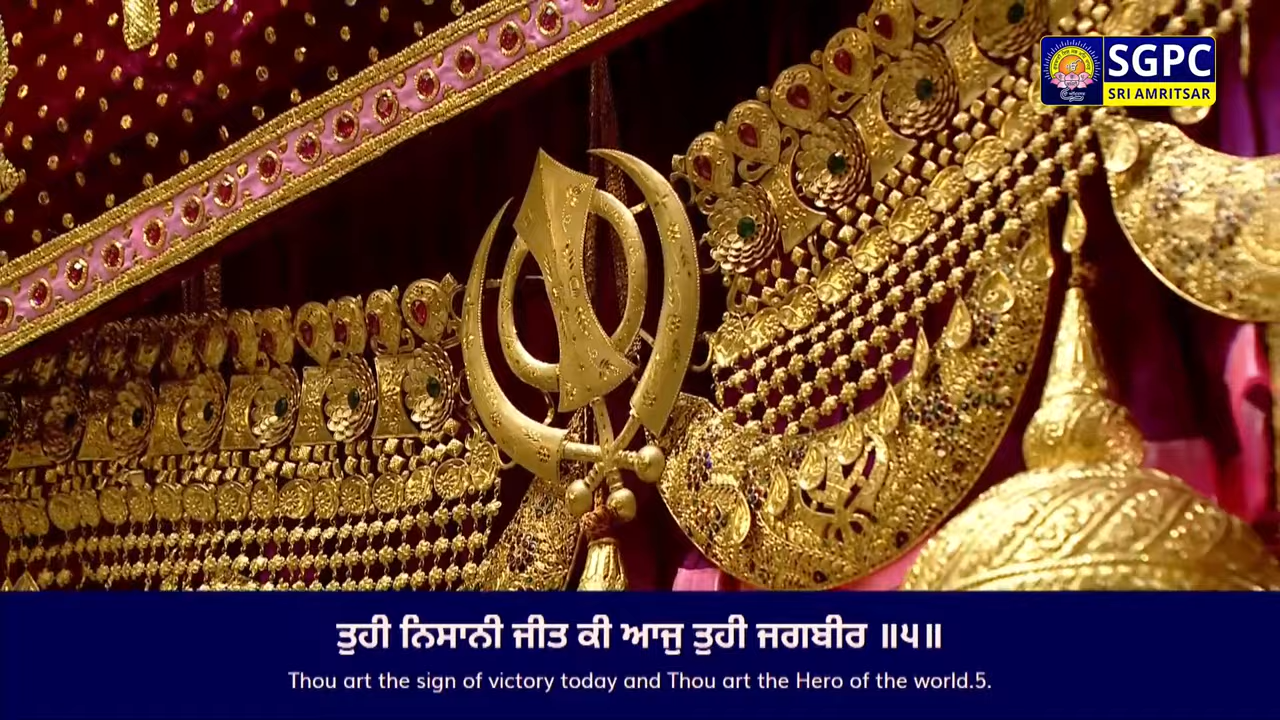 SGPC
SRI AMRITSAR
ਤੁਹੀ ਨਿਸਾਨੀ ਜੀਤ ਕੀ ਆਜੁ ਤੁਹੀ ਜਗਬੀਰ ॥੫॥
Thou art the sign of victory today and Thou art the Hero of the world.5.